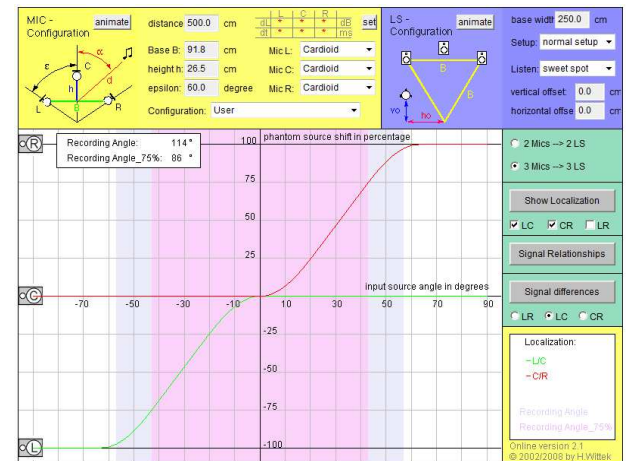 MIC -
Configuration
animate
distance 500.0 cm
L C R
dL * * * dB
dt * * * ms
set
Base B: 91.8 cm Mic L: Cardioid
height h: 26.5 cm Mic C: Cardioid
epsilon: 60.0 degree Mic R: Cardioid
Configuration: User
α
ε
C
h
d
L
B
R
LS -
Configuration
animate
B
B
B
vo
ho
base width 250.0 cm
Setup: normal setup
Listen: sweet spot
vertical offset: 0.0 cm
horizontal offse 0.0 cm
R
Recording Angle: 114 °
Recording Angle_75%: 86 °
100 phantom source shift in percentage
75
50
25
input source angle in degrees
C
-70 -50 -30 -10 10 30 50 70 90
-25
-50
-75
-100
L
2 Mics --> 2 LS
3 Mics --> 3 LS
Show Localization
LC CR LR
Signal Relationships
Signal differences
LR LC CR
Localization:
– L/C
– C/R
Recording Angle
Recording Angle_75%
Online version 2.1
© 2002/2008 by H.Wittek